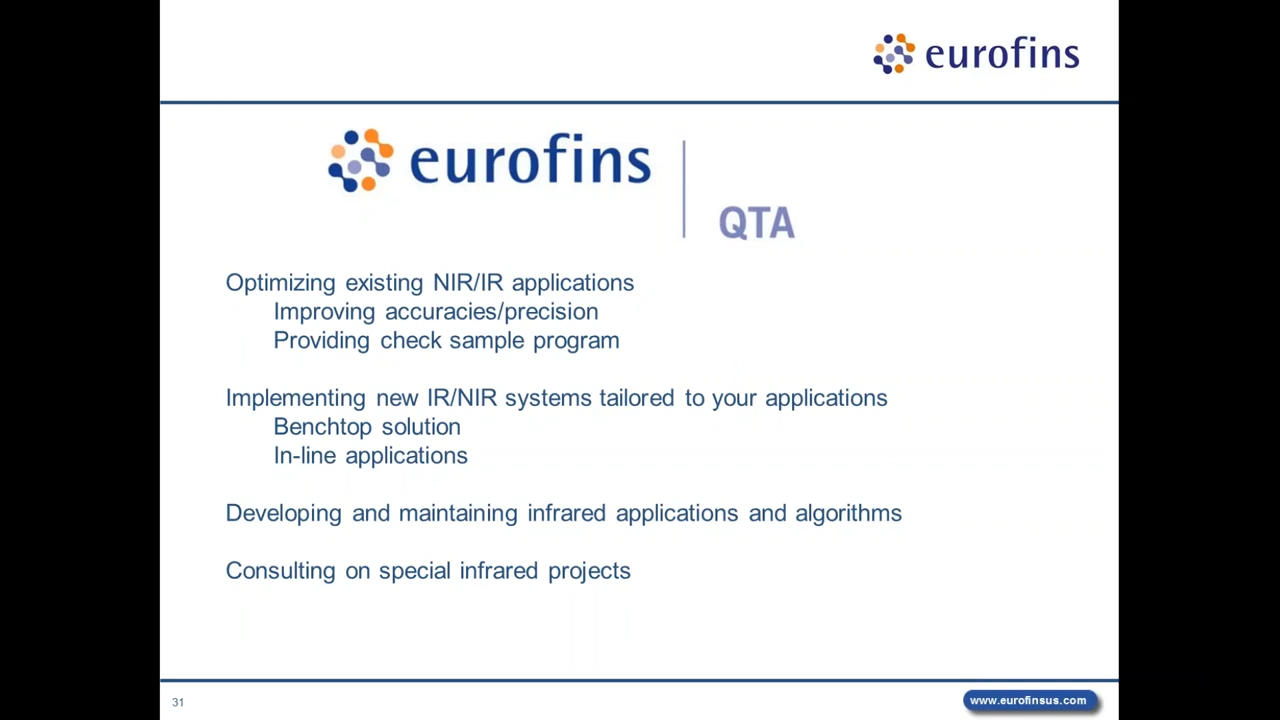 eurofins
eurofins
QTA
Optimizing existing NIR/IR applications
Improving accuracies/precision
Providing check sample program
Implementing new IR/NIR systems tailored to your applications
Benchtop solution
In-line applications
Developing and maintaining infrared applications and algorithms
Consulting on special infrared projects
31
www.eurofinsus.com